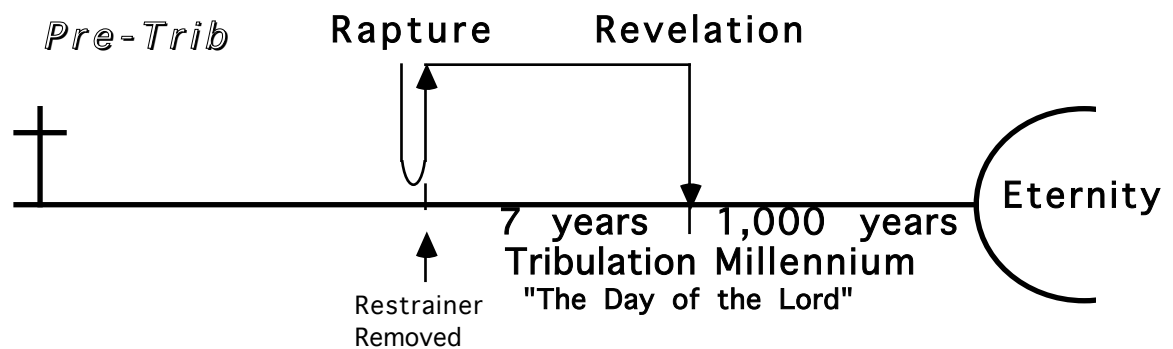 Pre-Trib
Rapture
Revelation
Eternity
7 years
1,000 years
Tribulation
Millennium
"The Day of the Lord"
Restrainer
Removed